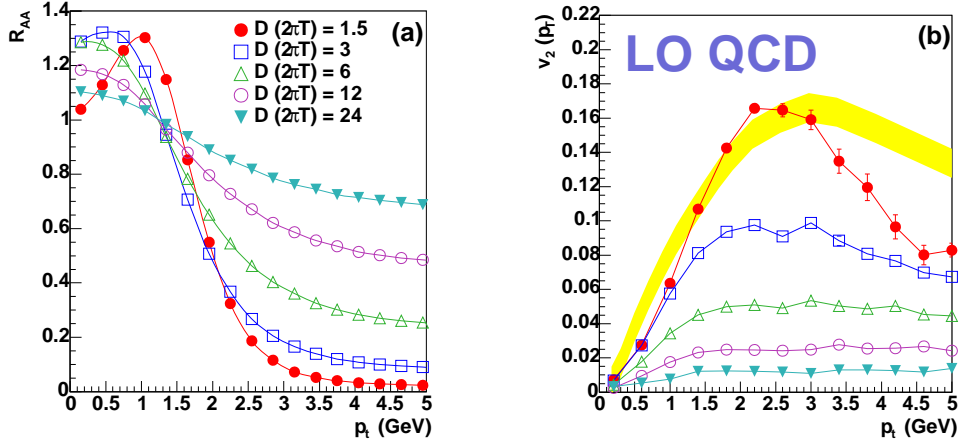 R_AA
1.4
1.2
1
0.8
0.6
0.4
0.2
0
(a)
D (2πT) = 1.5
D (2πT) = 3
D (2πT) = 6
D (2πT) = 12
D (2πT) = 24
0 0.5 1 1.5 2 2.5 3 3.5 4 4.5 5
p_t (GeV)
v_2 (p_T)
0.22
0.2
0.18
0.16
0.14
0.12
0.1
0.08
0.06
0.04
0.02
0
LO QCD
(b)
0 0.5 1 1.5 2 2.5 3 3.5 4 4.5 5
p_t (GeV)